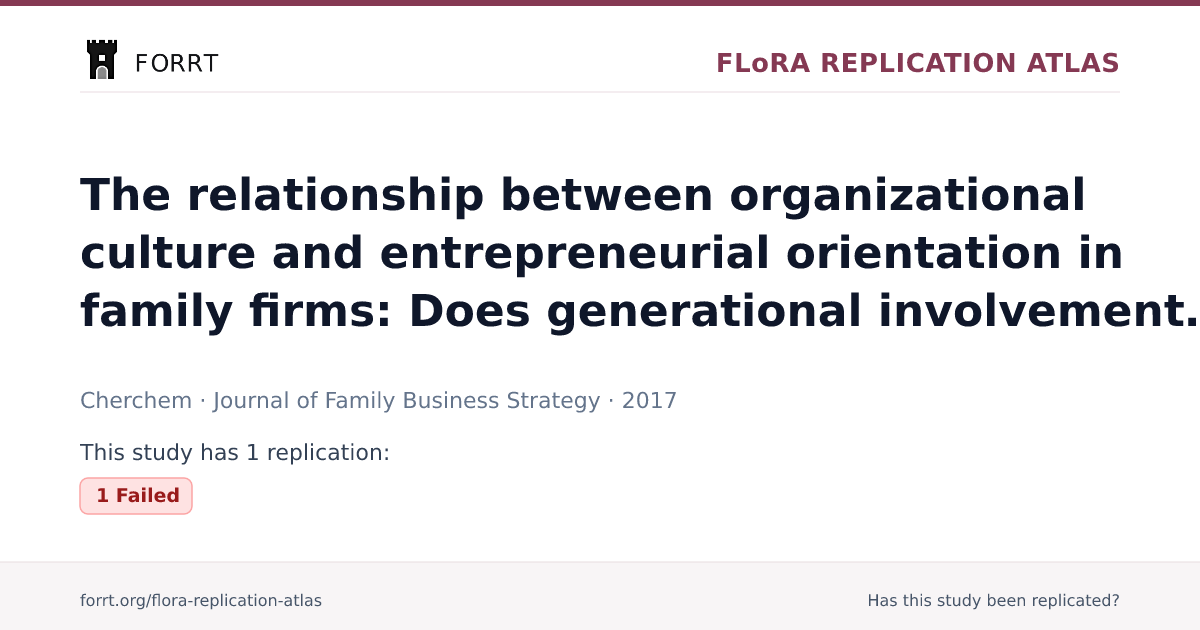 FORRT
FLoRA REPLICATION ATLAS
The relationship between organizational
culture and entrepreneurial orientation in
family firms: Does generational involvement.
Cherchem · Journal of Family Business Strategy · 2017
This study has 1 replication:
1 Failed
forrt.org/flora-replication-atlas
Has this study been replicated?